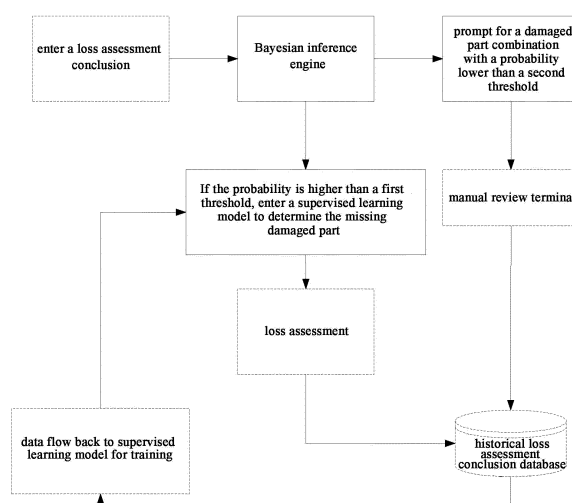 enter a loss assessment
conclusion
Bayesian inference
engine
prompt for a damaged
part combination
with a probability
lower than a second
threshold
If the probability is higher than a first
threshold, enter a supervised learning
model to determine the missing
damaged part
manual review termina
loss assessment
data flow back to supervised
learning model for training
historical loss
assessment
conclusion database